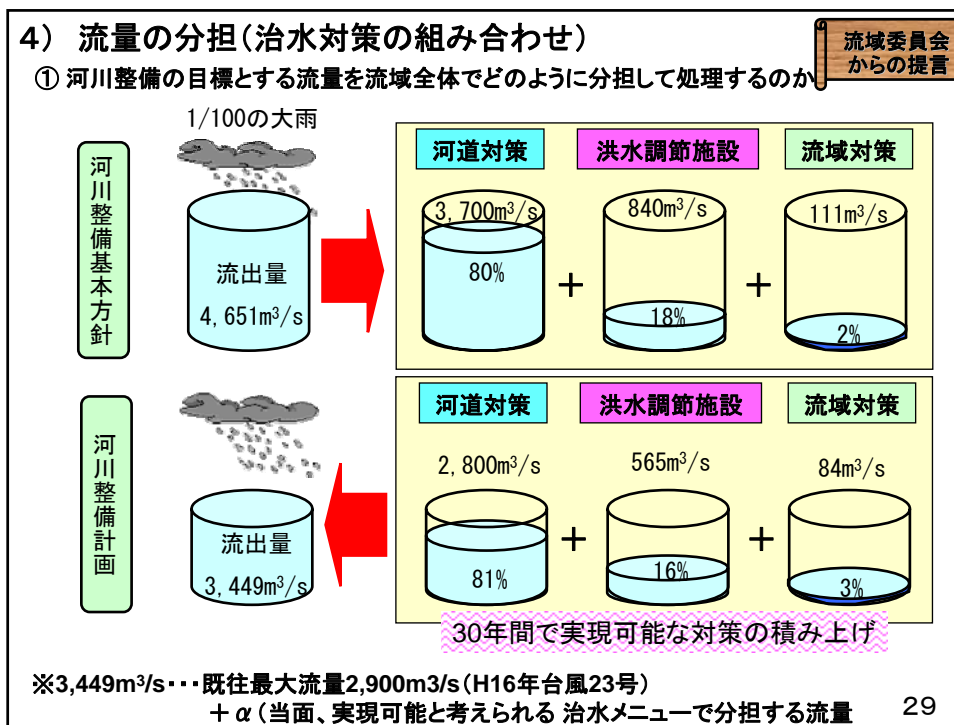 4） 流量の分担（治水対策の組み合わせ）
流域委員会
からの提言
① 河川整備の目標とする流量を流域全体でどのように分担して処理するのか
1/100の大雨
河川整備基本方針
流出量
4,651m³/s
河道対策
洪水調節施設
流域対策
3,700m³/s
840m³/s
111m³/s
80%
+
18%
+
2%
河川整備計画
流出量
3,449m³/s
河道対策
洪水調節施設
流域対策
2,800m³/s
565m³/s
84m³/s
81%
+
16%
+
3%
30年間で実現可能な対策の積み上げ
※3,449m³/s･･･既往最大流量2,900m3/s（H16年台風23号）
＋α（当面、実現可能と考えられる 治水メニューで分担する流量
29